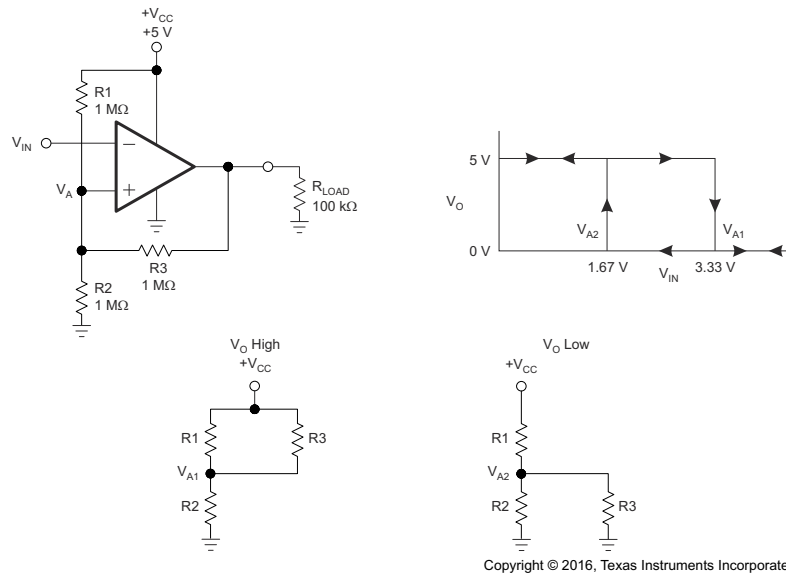 +VCC
+5 V
R1
1 MΩ
VIN
−
VA
+
RLOAD
100 kΩ
R3
1 MΩ
R2
1 MΩ
5 V
VO
VA2
VA1
0 V
1.67 V
VIN
3.33 V
VO High
+VCC
R1
R3
VA1
R2
VO Low
+VCC
R1
VA2
R2
R3
Copyright © 2016, Texas Instruments Incorporate